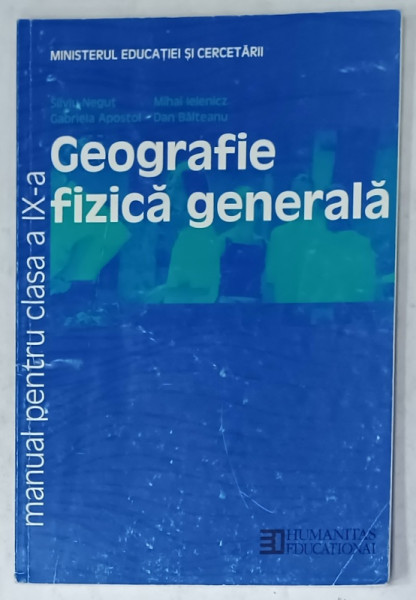 MINISTERUL EDUCAȚIEI ȘI CERCETĂRII
Silviu Neguț Mihai Ielenicz
Gabriela Apostol Dan Bălteanu
Geografie
fizică generală
manual pentru clasa a IX-a
HUMANITAS
EDUCAȚIONAL